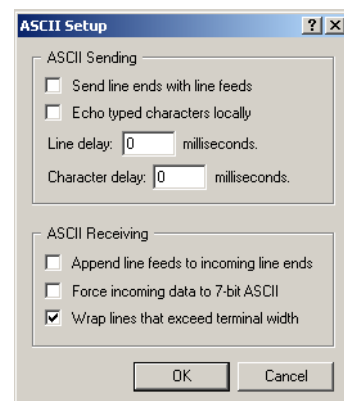 ASCII Setup
ASCII Sending
Send line ends with line feeds
Echo typed characters locally
Line delay: 0 milliseconds.
Character delay: 0 milliseconds.
ASCII Receiving
Append line feeds to incoming line ends
Force incoming data to 7-bit ASCII
Wrap lines that exceed terminal width
OK Cancel